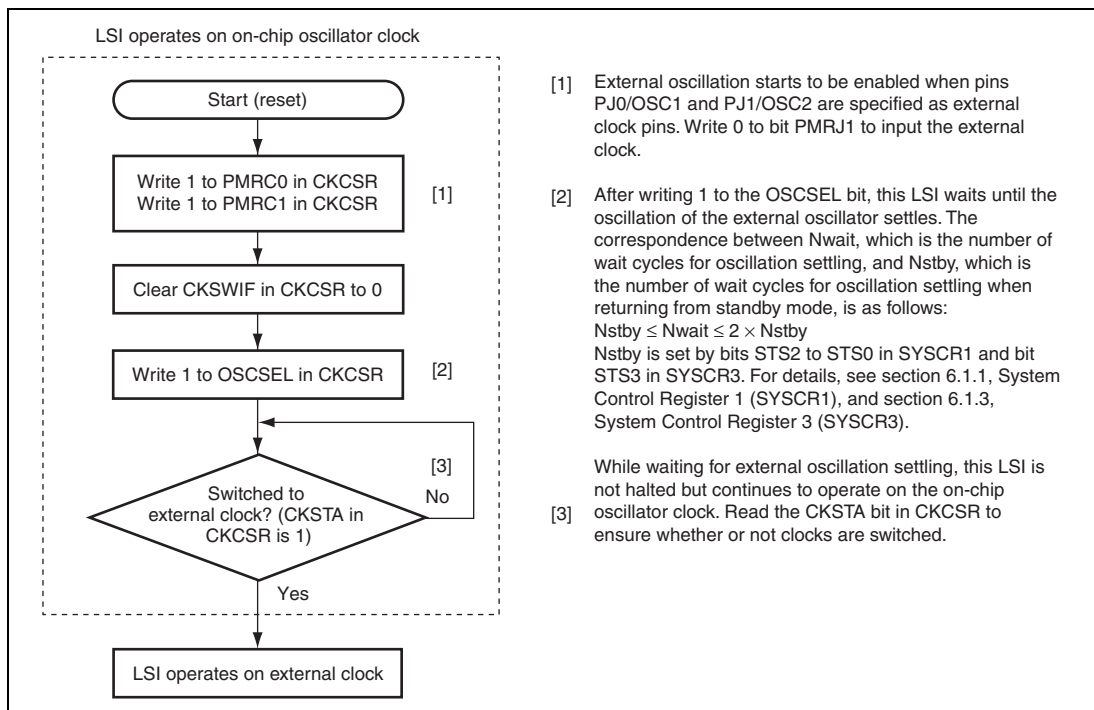 LSI operates on on-chip oscillator clock
Start (reset)
Write 1 to PMRC0 in CKCSR
Write 1 to PMRC1 in CKCSR
[1]
Clear CKSWIF in CKCSR to 0
Write 1 to OSCSEL in CKCSR
[2]
[3]
No
Switched to
external clock? (CKSTA in
CKCSR is 1)
Yes
LSI operates on external clock
[1] External oscillation starts to be enabled when pins
PJ0/OSC1 and PJ1/OSC2 are specified as external
clock pins. Write 0 to bit PMRJ1 to input the external
clock.
[2] After writing 1 to the OSCSEL bit, this LSI waits until the
oscillation of the external oscillator settles. The
correspondence between Nwait, which is the number of
wait cycles for oscillation settling, and Nstby, which is
the number of wait cycles for oscillation settling when
returning from standby mode, is as follows:
Nstby ≤ Nwait ≤ 2 × Nstby
Nstby is set by bits STS2 to STS0 in SYSCR1 and bit
STS3 in SYSCR3. For details, see section 6.1.1, System
Control Register 1 (SYSCR1), and section 6.1.3,
System Control Register 3 (SYSCR3).
While waiting for external oscillation settling, this LSI is
not halted but continues to operate on the on-chip
[3] oscillator clock. Read the CKSTA bit in CKCSR to
ensure whether or not clocks are switched.